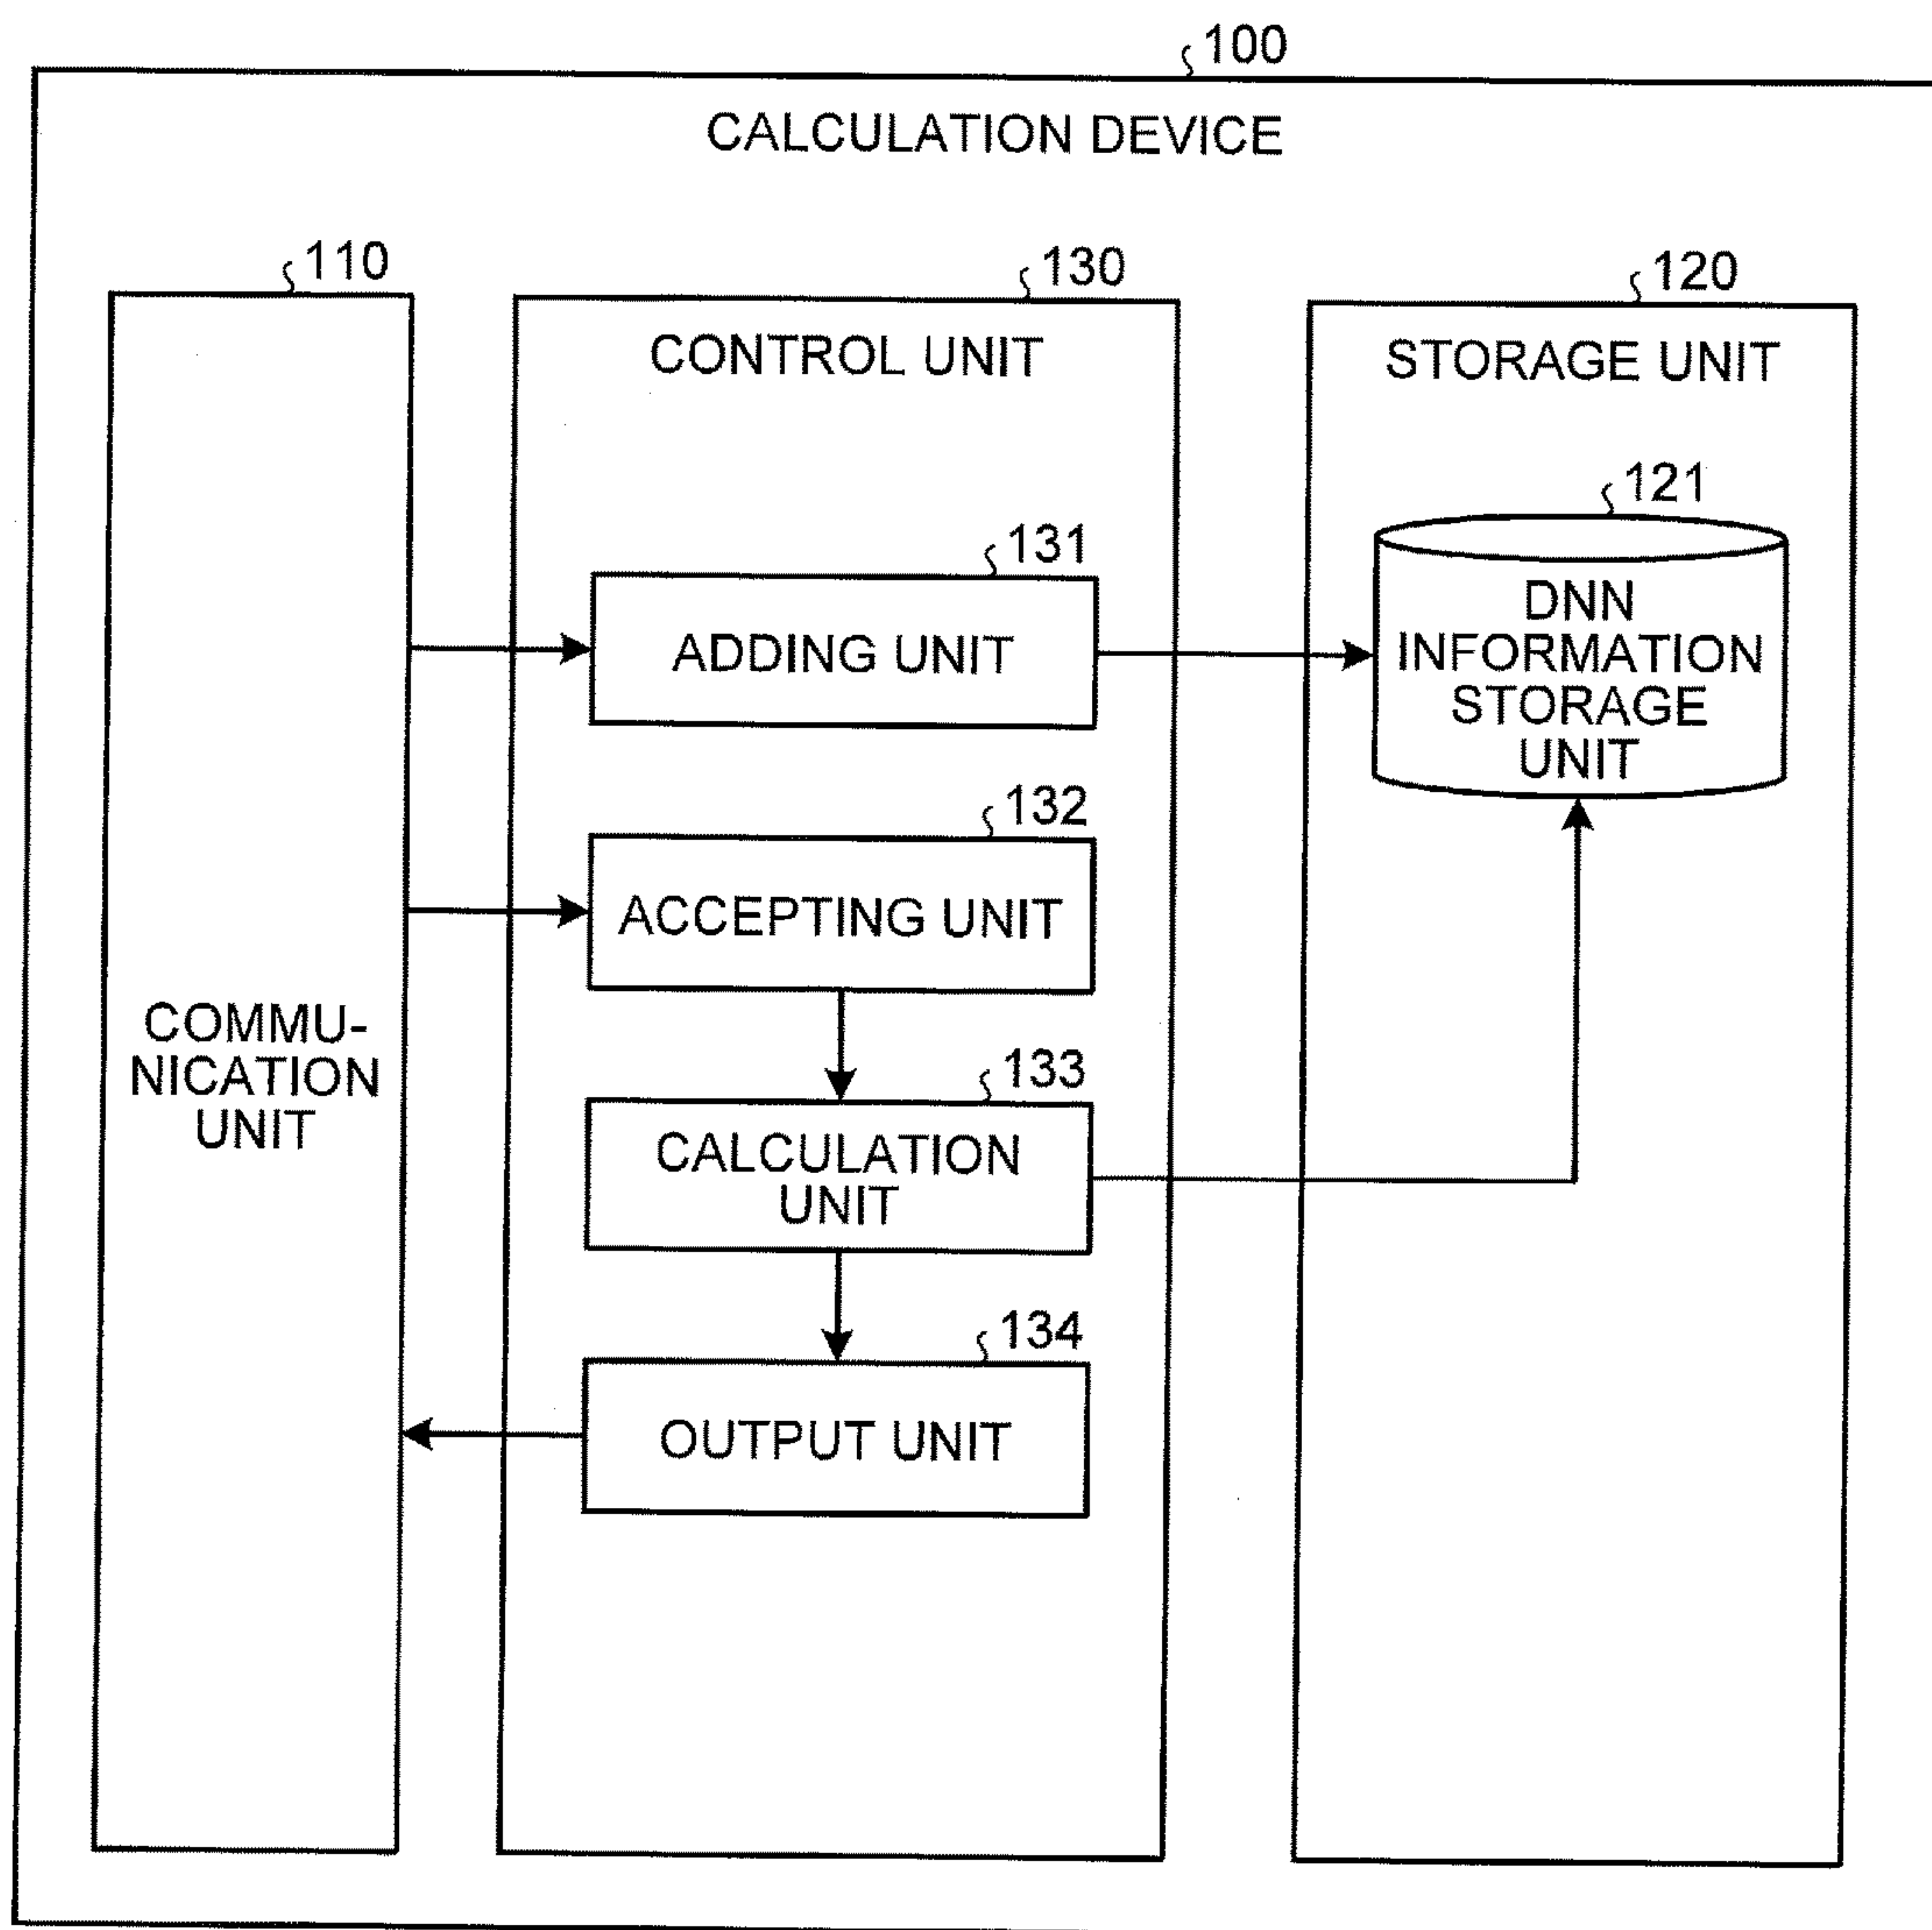 100
CALCULATION DEVICE
110
COMMU-
NICATION
UNIT
130
CONTROL UNIT
131
ADDING UNIT
132
ACCEPTING UNIT
133
CALCULATION
UNIT
134
OUTPUT UNIT
120
STORAGE UNIT
121
DNN
INFORMATION
STORAGE
UNIT